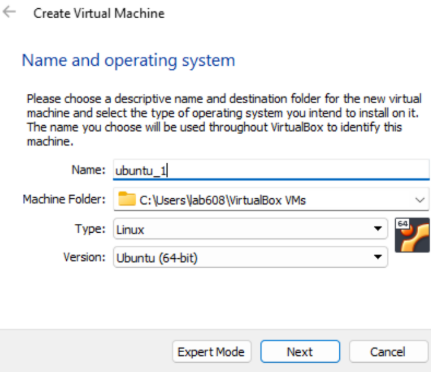 Create Virtual Machine
Name and operating system
Please choose a descriptive name and destination folder for the new virtual
machine and select the type of operating system you intend to install on it.
The name you choose will be used throughout VirtualBox to identify this
machine.
Name: ubuntu_1
Machine Folder: C:\Users\lab608\VirtualBox VMs
Type: Linux
64
Version: Ubuntu (64-bit)
Expert Mode Next Cancel